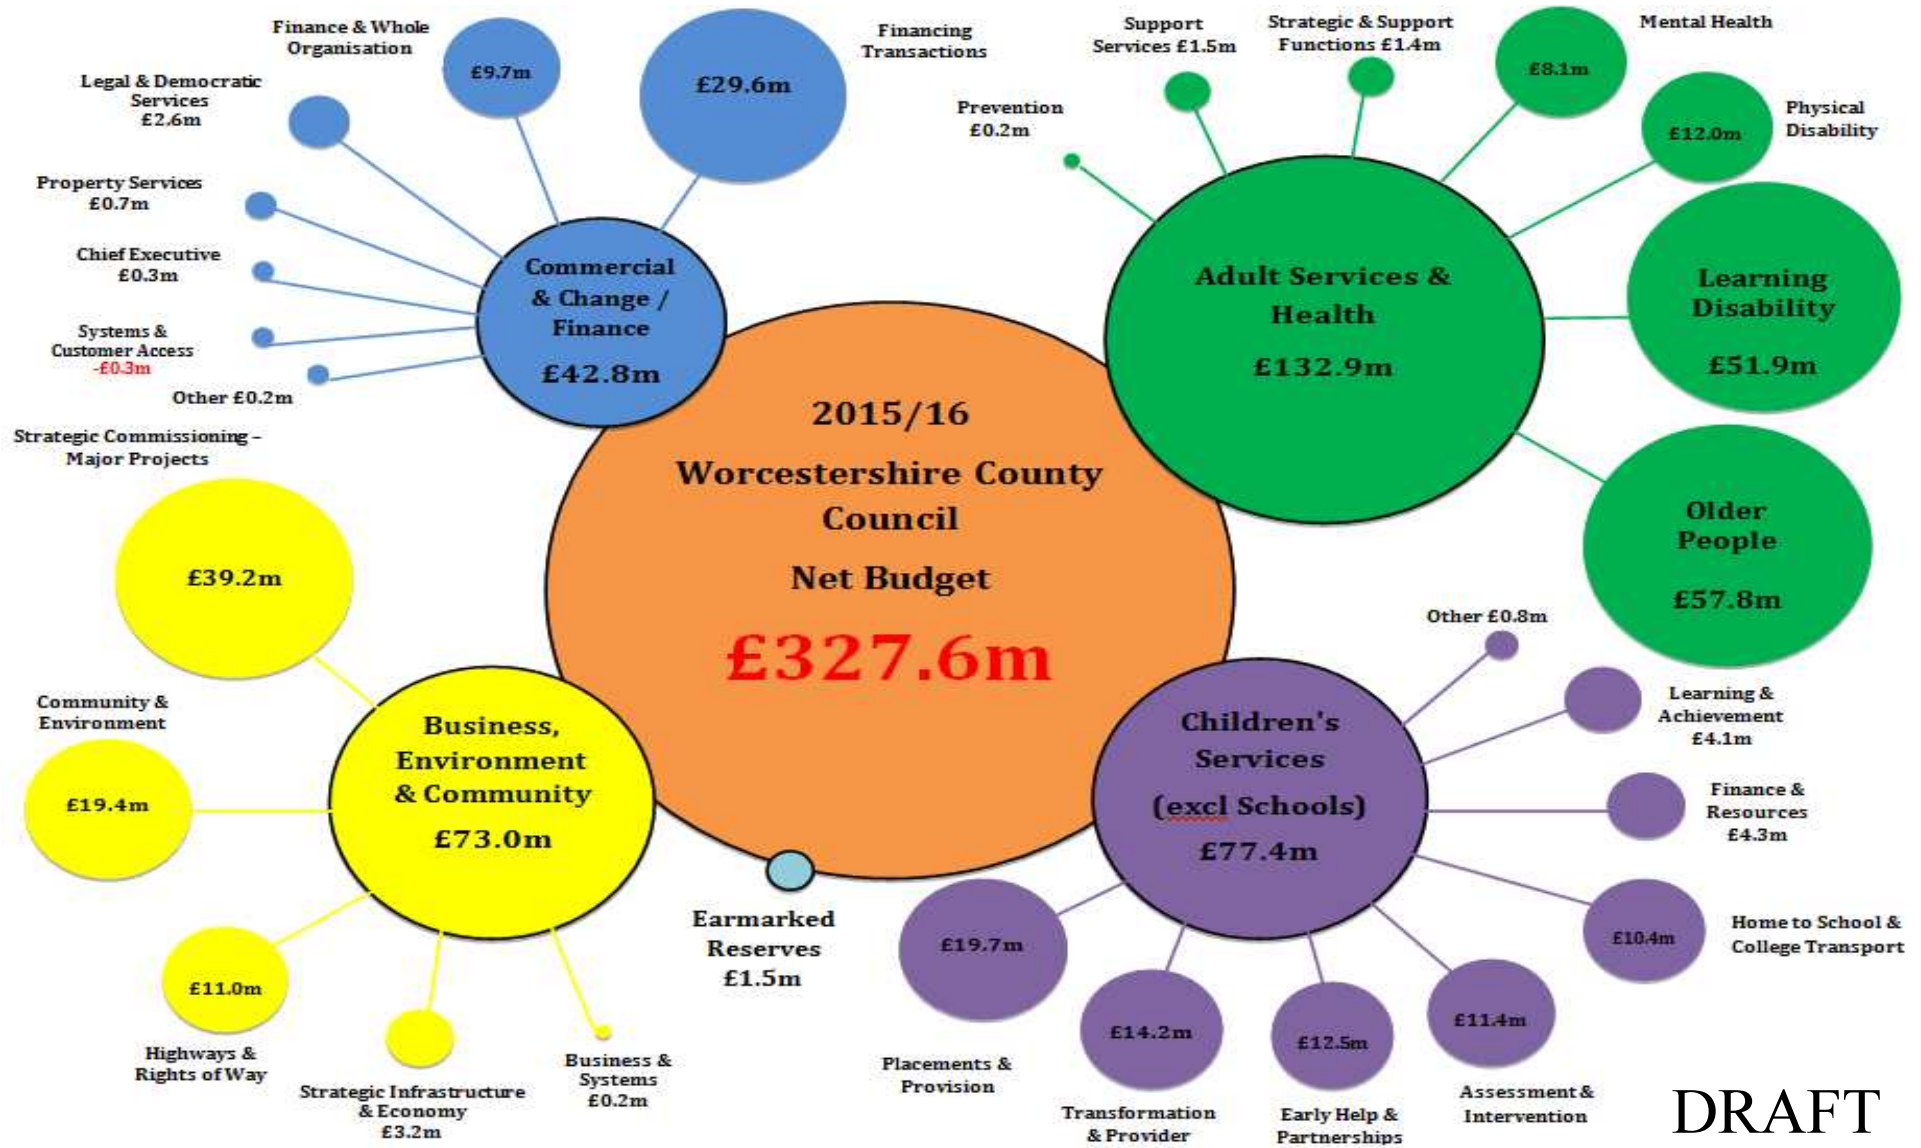 Finance & Whole
Organisation
£9.7m
Financing
Transactions
£29.6m
Legal & Democratic
Services
£2.6m
Property Services
£0.7m
Chief Executive
£0.3m
Systems &
Customer Access
-£0.3m
Other £0.2m
Commercial
& Change /
Finance
£42.8m
Support
Services £1.5m
Strategic & Support
Functions £1.4m
Mental Health
£8.1m
Prevention
£0.2m
Physical
Disability
£12.0m
Adult Services &
Health
£132.9m
Learning
Disability
£51.9m
Older
People
£57.8m
2015/16
Worcestershire County
Council
Net Budget
£327.6m
Strategic Commissioning –
Major Projects
£39.2m
Community &
Environment
£19.4m
Business,
Environment
& Community
£73.0m
£11.0m
Highways &
Rights of Way
Strategic Infrastructure
& Economy
£3.2m
Business &
Systems
£0.2m
Earmarked
Reserves
£1.5m
Children's
Services
(excl Schools)
£77.4m
Other £0.8m
Learning &
Achievement
£4.1m
Finance &
Resources
£4.3m
£10.4m
Home to School &
College Transport
£11.4m
Assessment &
Intervention
£12.5m
Early Help &
Partnerships
£14.2m
Transformation
& Provider
£19.7m
Placements &
Provision
DRAFT